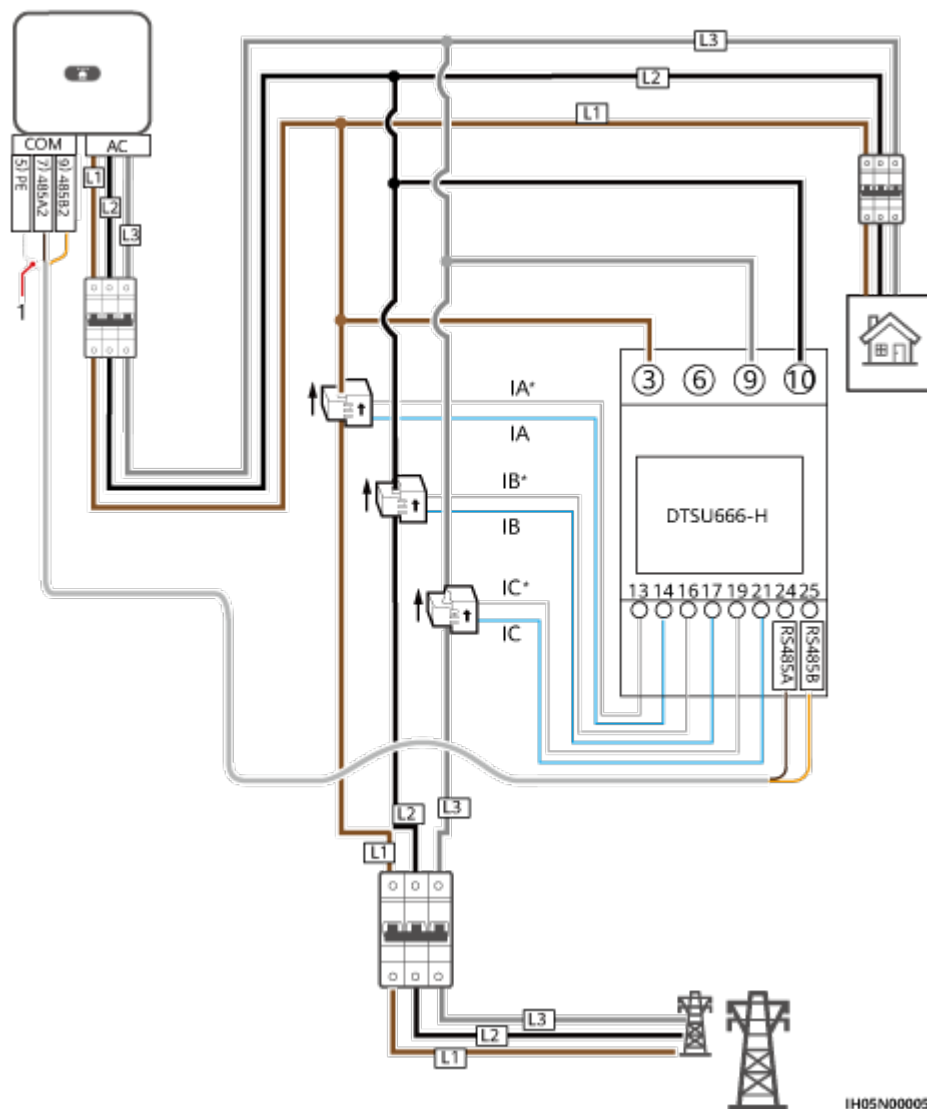 L3
L2
L1
COM
AC
5) PE
7) 485A2
9) 485B2
L1
L2
L3
1
3
6
9
10
IA*
IA
IB*
IB
IC*
IC
DTSU666-H
13 14 16 17 19 21 24 25
RS485A
RS485B
L3
L2
L1
L3
L2
L1
IH05N00005